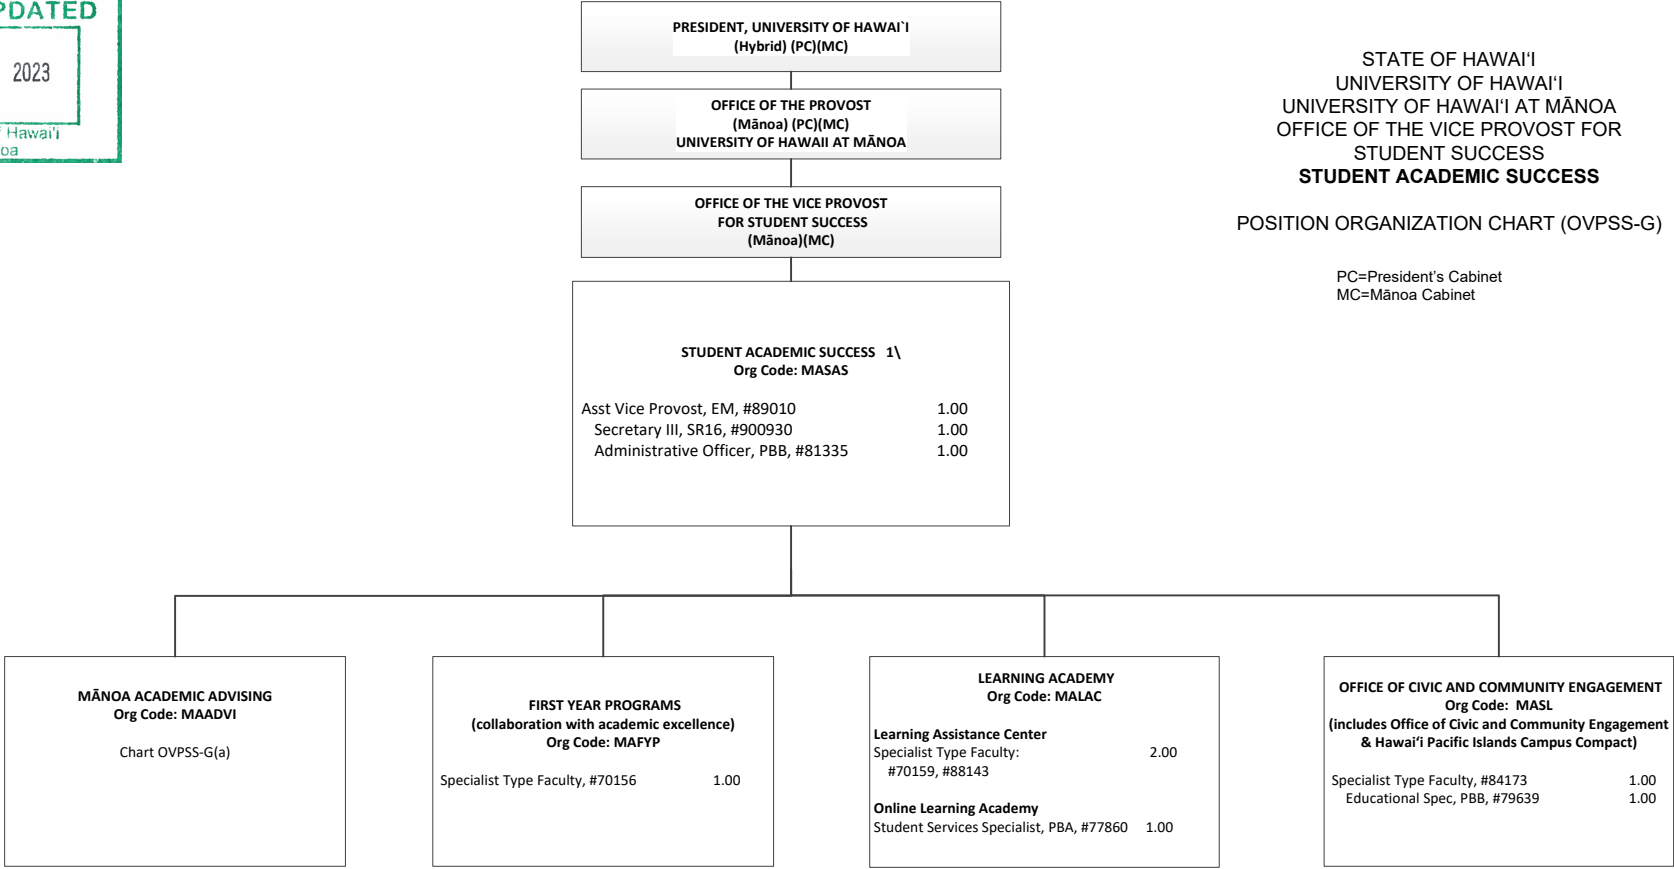 2023
PRESIDENT, UNIVERSITY OF HAWAI`I
(Hybrid) (PC)(MC)
OFFICE OF THE PROVOST
(Mānoa) (PC)(MC)
UNIVERSITY OF HAWAII AT MĀNOA
OFFICE OF THE VICE PROVOST
FOR STUDENT SUCCESS
(Mānoa)(MC)
STATE OF HAWAI‘I
UNIVERSITY OF HAWAI‘I
UNIVERSITY OF HAWAI‘I AT MĀNOA
OFFICE OF THE VICE PROVOST FOR
STUDENT SUCCESS
STUDENT ACADEMIC SUCCESS
POSITION ORGANIZATION CHART (OVPSS-G)
PC=President’s Cabinet
MC=Mānoa Cabinet
STUDENT ACADEMIC SUCCESS 1\
Org Code: MASAS
Asst Vice Provost, EM, #89010 1.00
Secretary III, SR16, #900930 1.00
Administrative Officer, PBB, #81335 1.00
MĀNOA ACADEMIC ADVISING
Org Code: MAADVI
Chart OVPSS-G(a)
FIRST YEAR PROGRAMS
(collaboration with academic excellence)
Org Code: MAFYP
Specialist Type Faculty, #70156 1.00
LEARNING ACADEMY
Org Code: MALAC
Learning Assistance Center
Specialist Type Faculty: 2.00
#70159, #88143
Online Learning Academy
Student Services Specialist, PBA, #77860 1.00
OFFICE OF CIVIC AND COMMUNITY ENGAGEMENT
Org Code: MASL
(includes Office of Civic and Community Engagement
& Hawai‘i Pacific Islands Campus Compact)
Specialist Type Faculty, #84173 1.00
Educational Spec, PBB, #79639 1.00